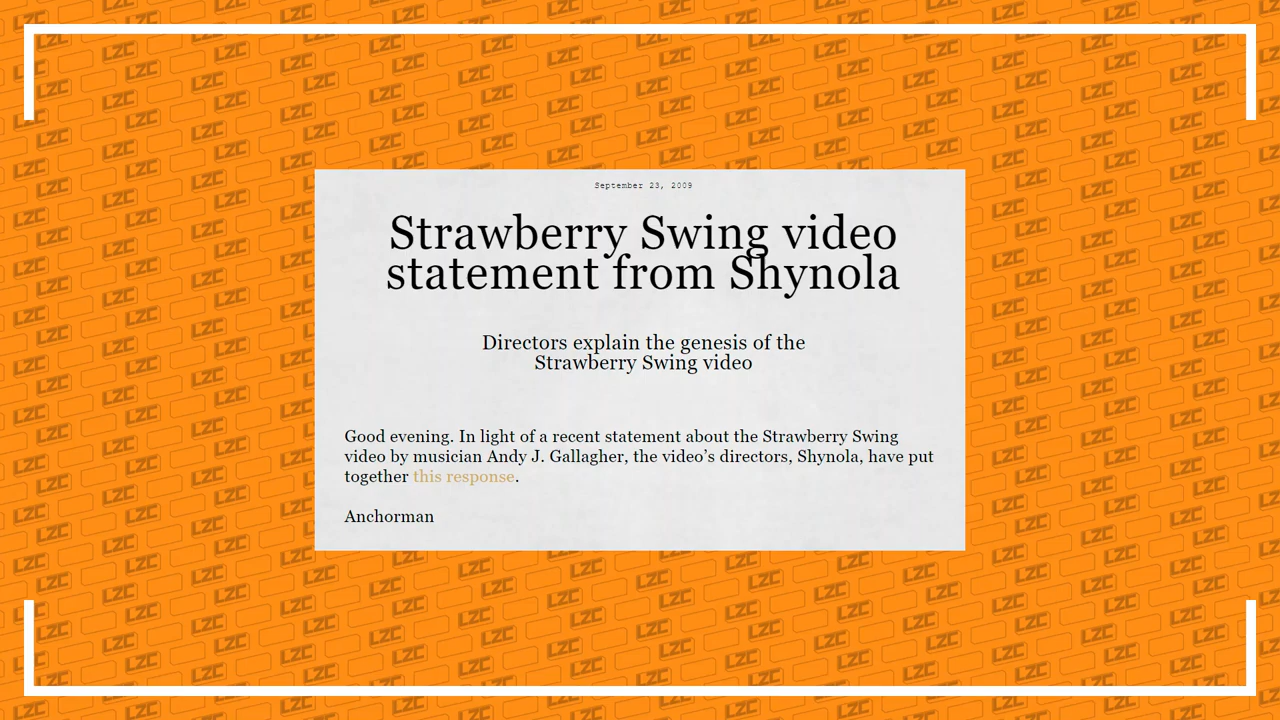 September 23, 2009
Strawberry Swing video
statement from Shynola
Directors explain the genesis of the
Strawberry Swing video
Good evening. In light of a recent statement about the Strawberry Swing
video by musician Andy J. Gallagher, the video’s directors, Shynola, have put
together this response.
Anchorman
LZC